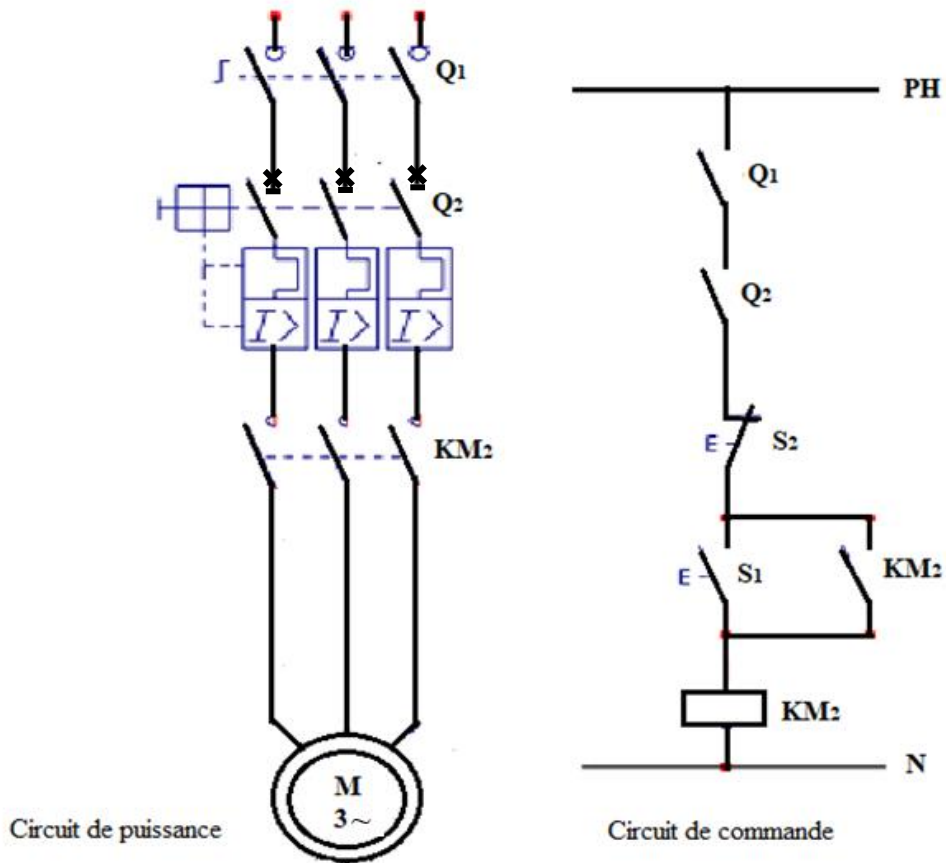 Q1
Q2
I> I> I>
KM2
M
3~
Circuit de puissance
PH
Q1
Q2
E S2
E S1
KM2
KM2
N
Circuit de commande